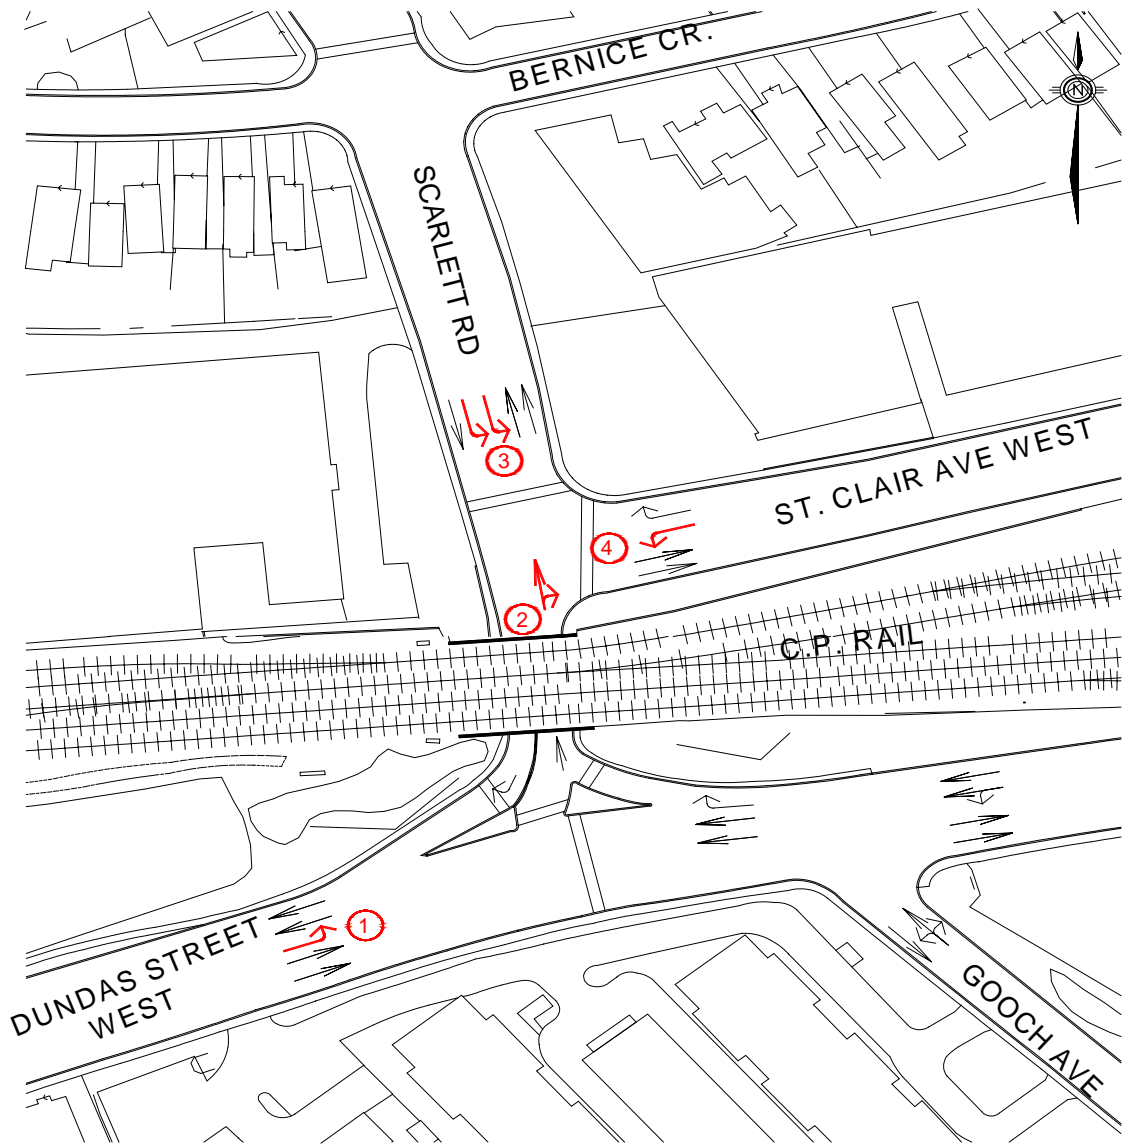 BERNICE CR.
N
SCARLETT RD
3
ST. CLAIR AVE WEST
4
2
C.P. RAIL
1
DUNDAS STREET
WEST
GOOCH AVE